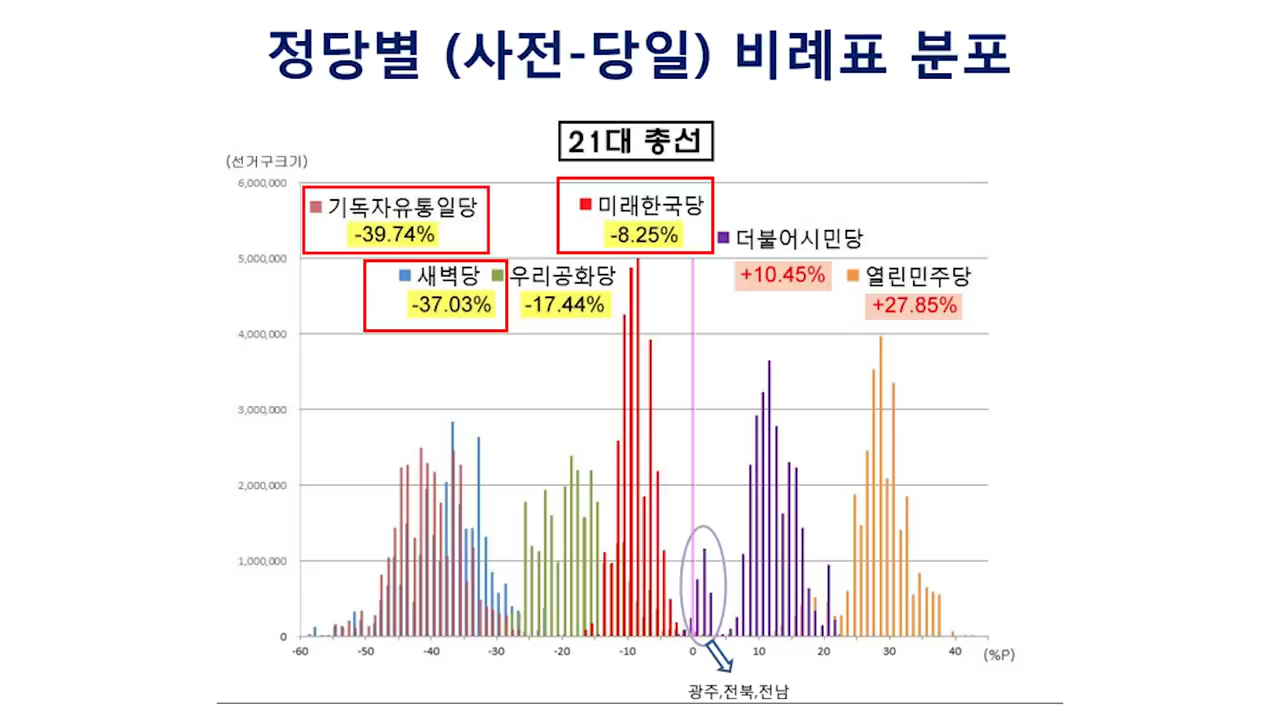 정당별 (사전-당일) 비례표 분포
21대 총선
(선거구크기)
6,000,000
기독자유통일당
-39.74%
미래한국당
-8.25%
더불어시민당
+10.45%
5,000,000
새벽당
-37.03%
우리공화당
-17.44%
열린민주당
+27.85%
4,000,000
3,000,000
2,000,000
1,000,000
0
-60 -50 -40 -30 -20 -10 0 10 20 30 40 (%P)
광주,전북,전남